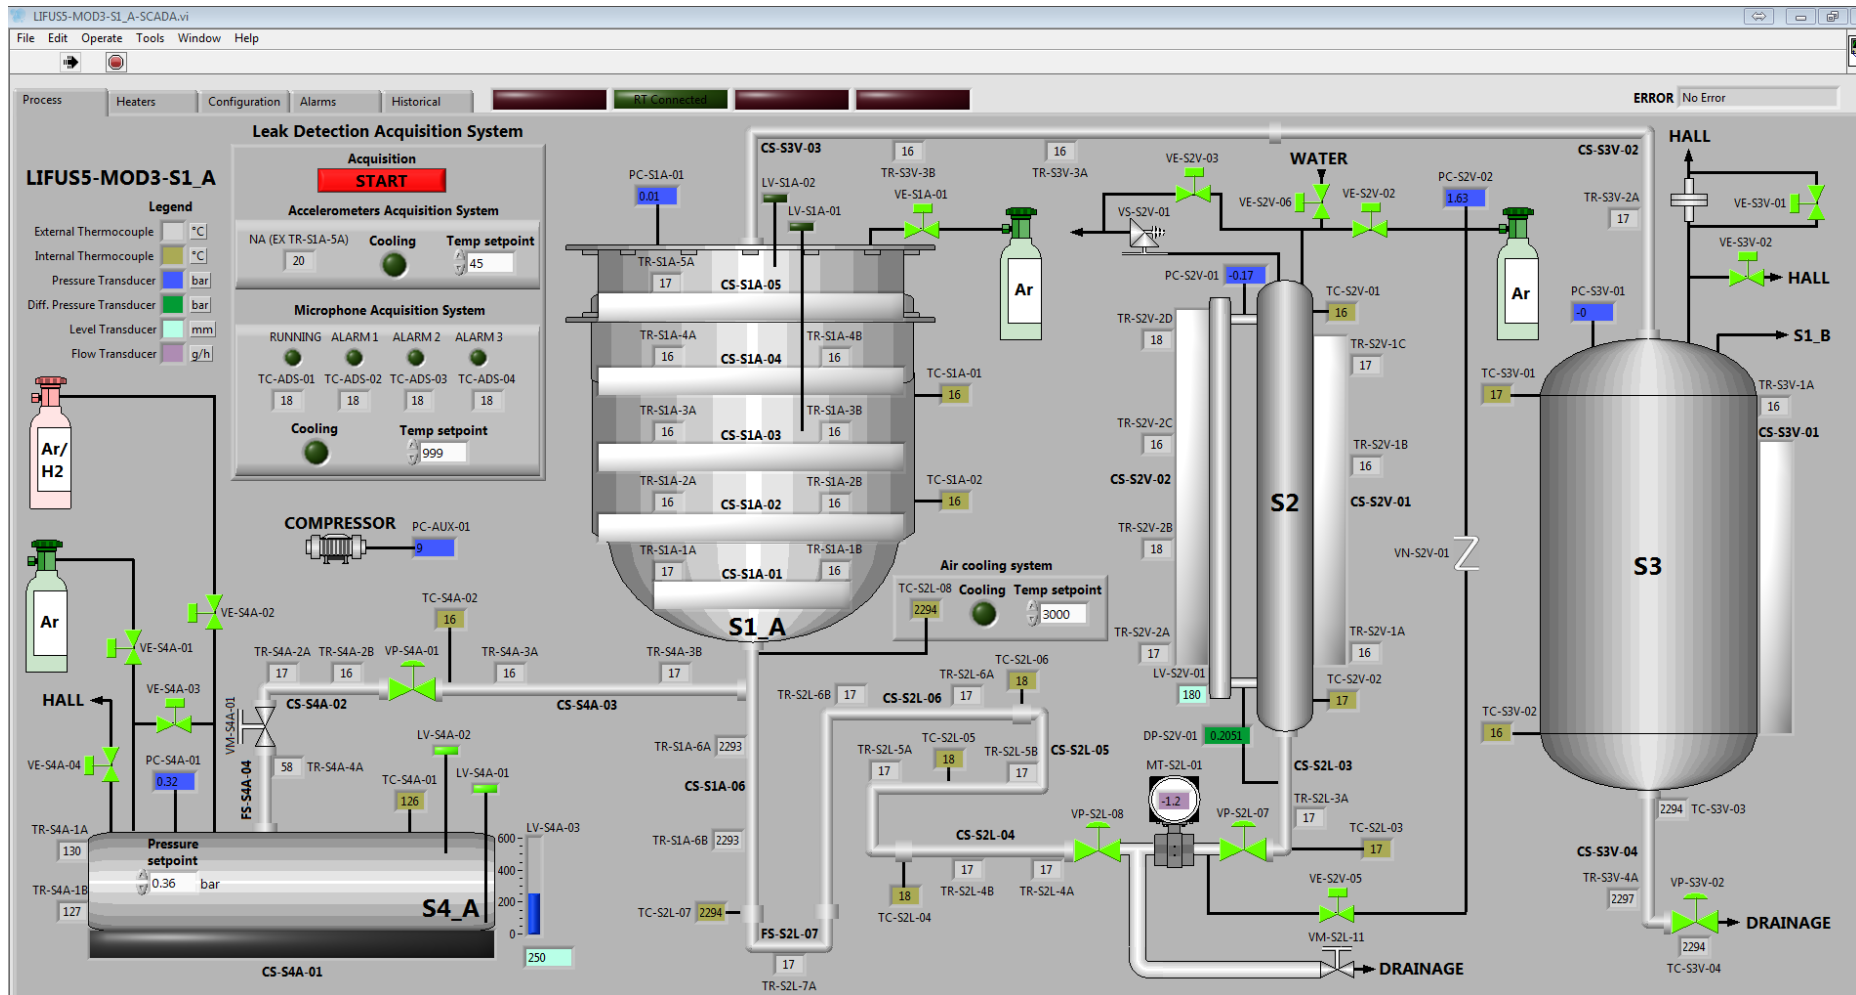 LIFUS5-MOD3-S1_A-SCADA.vi
File Edit Operate Tools Window Help
Process Heaters Configuration Alarms Historical
RT Connected
ERROR No Error
LIFUS5-MOD3-S1_A
Legend
External Thermocouple °C
Internal Thermocouple °C
Pressure Transducer bar
Diff. Pressure Transducer bar
Level Transducer mm
Flow Transducer g/h
Leak Detection Acquisition System
Acquisition
START
Accelerometers Acquisition System
NA (EX TR-S1A-5A) Cooling Temp setpoint
20 45
Microphone Acquisition System
RUNNING ALARM 1 ALARM 2 ALARM 3
TC-ADS-01 TC-ADS-02 TC-ADS-03 TC-ADS-04
18 18 18 18
Cooling Temp setpoint
999
Ar/
H2
Ar
COMPRESSOR PC-AUX-01
9
VE-S4A-02
VE-S4A-01
VE-S4A-03
HALL
VE-S4A-04
PC-S4A-01
0.32
VM-S4A-01
FS-S4A-04
TR-S4A-2A TR-S4A-2B VP-S4A-01
17 16
TC-S4A-02
16
TR-S4A-3A TR-S4A-3B
16 17
CS-S4A-02 CS-S4A-03
58 TR-S4A-4A
LV-S4A-02
TC-S4A-01 LV-S4A-01
126
TR-S4A-1A
130
TR-S4A-1B
127
Pressure
setpoint
0.36 bar
S4_A
LV-S4A-03
600
400
200
0
250
CS-S4A-01
PC-S1A-01
0.01
CS-S3V-03
LV-S1A-02
LV-S1A-01
16 16
TR-S3V-3B TR-S3V-3A
VE-S1A-01
Ar
TR-S1A-5A
17 CS-S1A-05
TR-S1A-4A TR-S1A-4B
16 CS-S1A-04 16
TR-S1A-3A TR-S1A-3B
16 CS-S1A-03 16
TR-S1A-2A TR-S1A-2B
16 CS-S1A-02 16
TR-S1A-1A TR-S1A-1B
17 CS-S1A-01 16
S1_A
TC-S1A-01
16
TC-S1A-02
16
Air cooling system
TC-S2L-08 Cooling Temp setpoint
2294 3000
TR-S1A-6A 2293
CS-S1A-06
TR-S1A-6B 2293
TC-S2L-07 2294
FS-S2L-07
17
TR-S2L-7A
TR-S2L-6B 17
CS-S2L-06
TR-S2L-6A
17
TC-S2L-06
18
TR-S2L-5A TC-S2L-05 TR-S2L-5B
17 18 17
CS-S2L-05
CS-S2L-04
18
TC-S2L-04
17 17
TR-S2L-4B TR-S2L-4A
VP-S2L-08
MT-S2L-01
-1.2
VP-S2L-07
VE-S2V-05
VM-S2L-11
DRAINAGE
VE-S2V-03
VS-S2V-01
WATER
VE-S2V-06
VE-S2V-02
PC-S2V-02
1.63
Ar
PC-S2V-01 -0.17
TC-S2V-01
16
TR-S2V-2D
18
TR-S2V-1C
17
TR-S2V-2C
16
TR-S2V-1B
16
CS-S2V-02
S2
CS-S2V-01
TR-S2V-2B
18
VN-S2V-01
TR-S2V-2A
17
TR-S2V-1A
16
LV-S2V-01
180
TC-S2V-02
17
DP-S2V-01 0.2051
CS-S2L-03
TR-S2L-3A
17
TC-S2L-03
17
CS-S3V-02
TR-S3V-2A
17
HALL
VE-S3V-01
VE-S3V-02
HALL
PC-S3V-01
-0
S1_B
TC-S3V-01
17
TR-S3V-1A
16
CS-S3V-01
S3
TC-S3V-02
16
2294 TC-S3V-03
CS-S3V-04
TR-S3V-4A
2297
VP-S3V-02
DRAINAGE
2294
TC-S3V-04